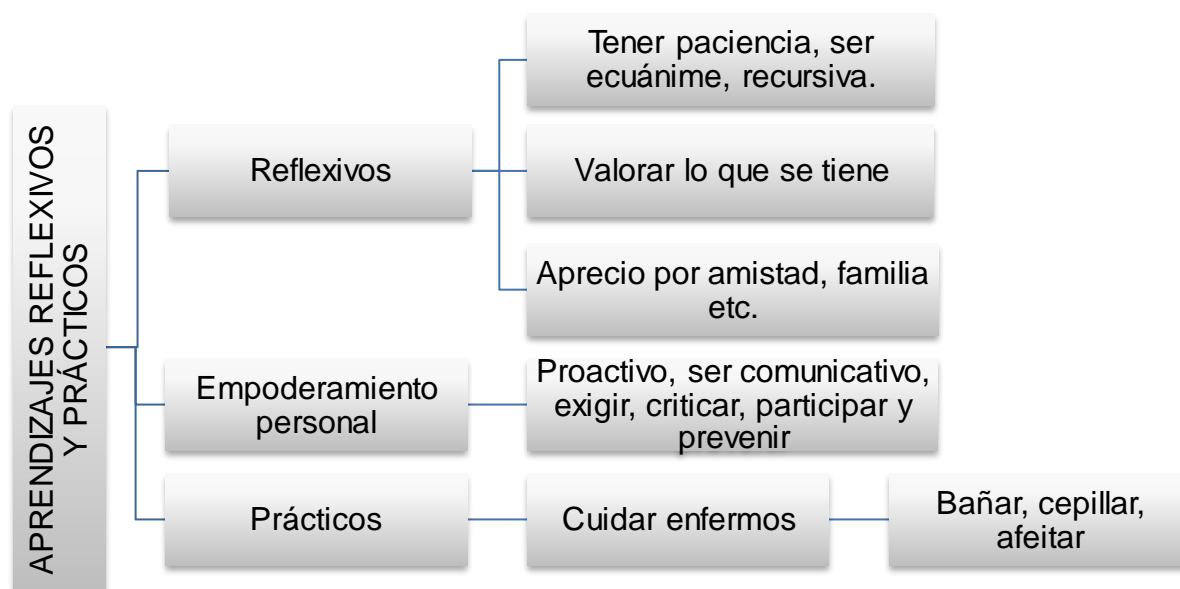 APRENDIZAJES REFLEXIVOS
Y PRÁCTICOS
Reflexivos
Tener paciencia, ser
ecuánime, recursiva.
Valorar lo que se tiene
Aprecio por amistad, familia
etc.
Empoderamiento
personal
Proactivo, ser comunicativo,
exigir, criticar, participar y
prevenir
Prácticos
Cuidar enfermos
Bañar, cepillar,
afeitar